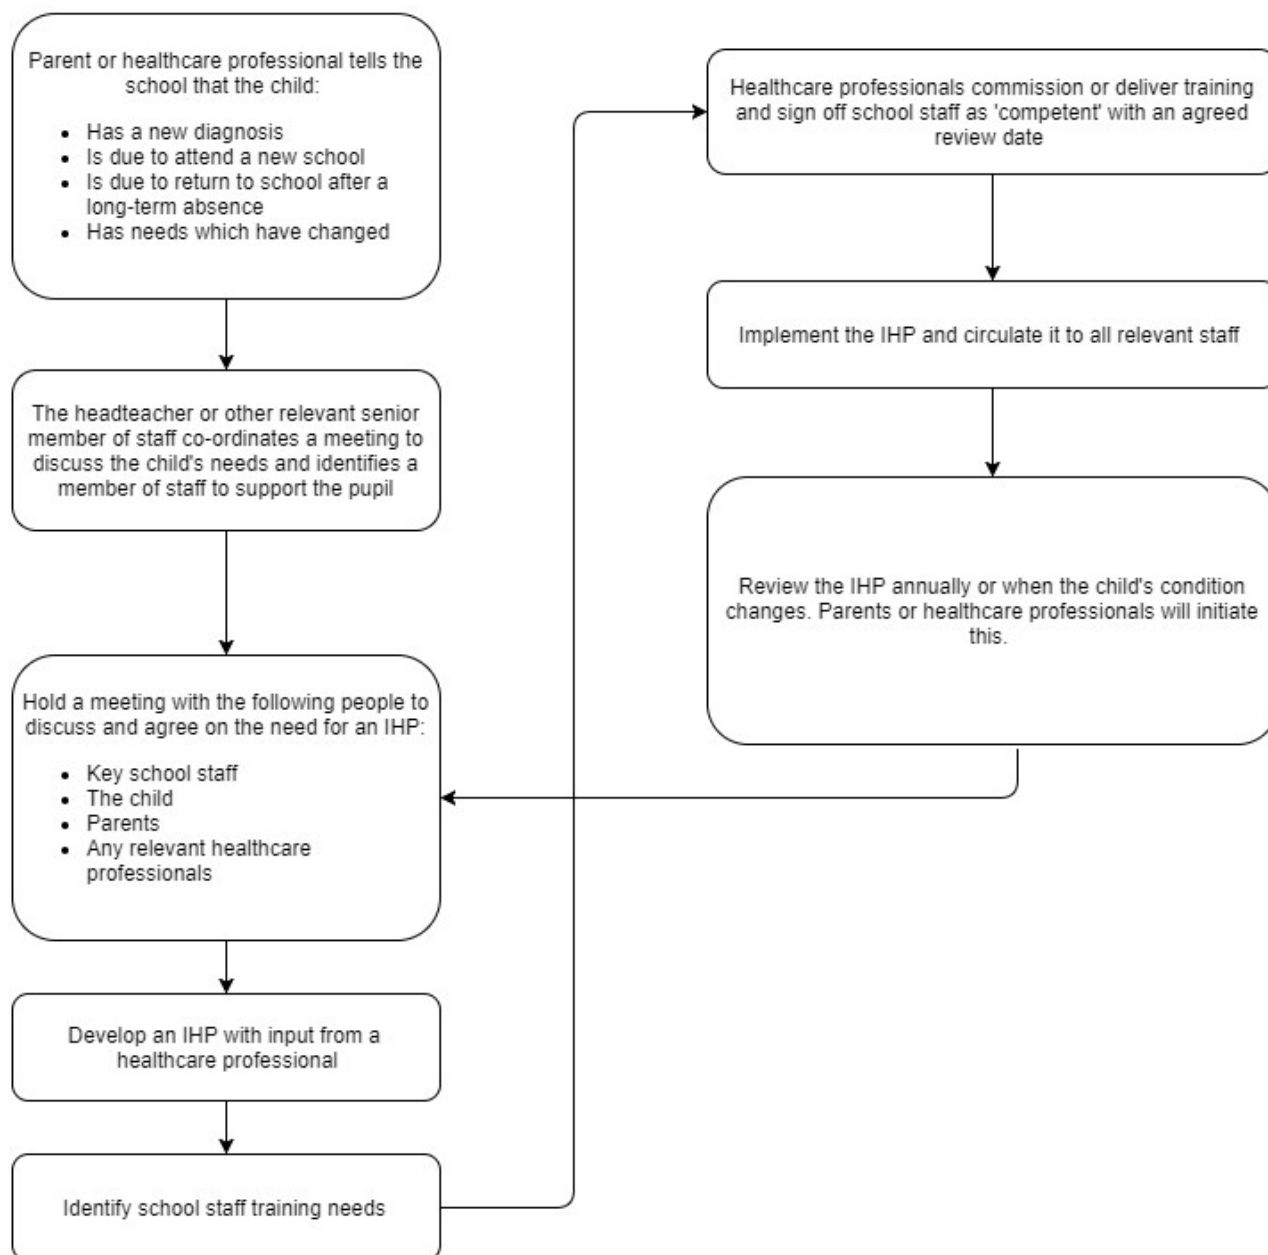 Parent or healthcare professional tells the
school that the child:
• Has a new diagnosis
• Is due to attend a new school
• Is due to return to school after a
long-term absence
• Has needs which have changed
The headteacher or other relevant senior
member of staff co-ordinates a meeting to
discuss the child's needs and identifies a
member of staff to support the pupil
Hold a meeting with the following people to
discuss and agree on the need for an IHP:
• Key school staff
• The child
• Parents
• Any relevant healthcare
professionals
Develop an IHP with input from a
healthcare professional
Identify school staff training needs
Healthcare professionals commission or deliver training
and sign off school staff as 'competent' with an agreed
review date
Implement the IHP and circulate it to all relevant staff
Review the IHP annually or when the child's condition
changes. Parents or healthcare professionals will initiate
this.